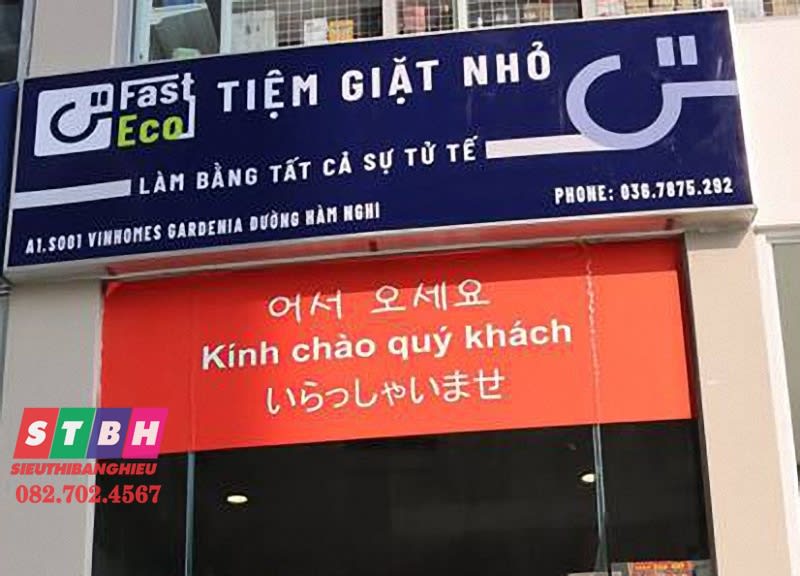 Fast
Eco
TIỆM GIẶT NHỎ
LÀM BẰNG TẤT CẢ SỰ TỬ TẾ
A1.S001 VINHOMES GARDENIA ĐƯỜNG HÀM NGHI
PHONE: 036.7875.292
어서 오세요
Kính chào quý khách
いらっしゃいませ
STBH
SIEUTHIBANGHIEU
082.702.4567